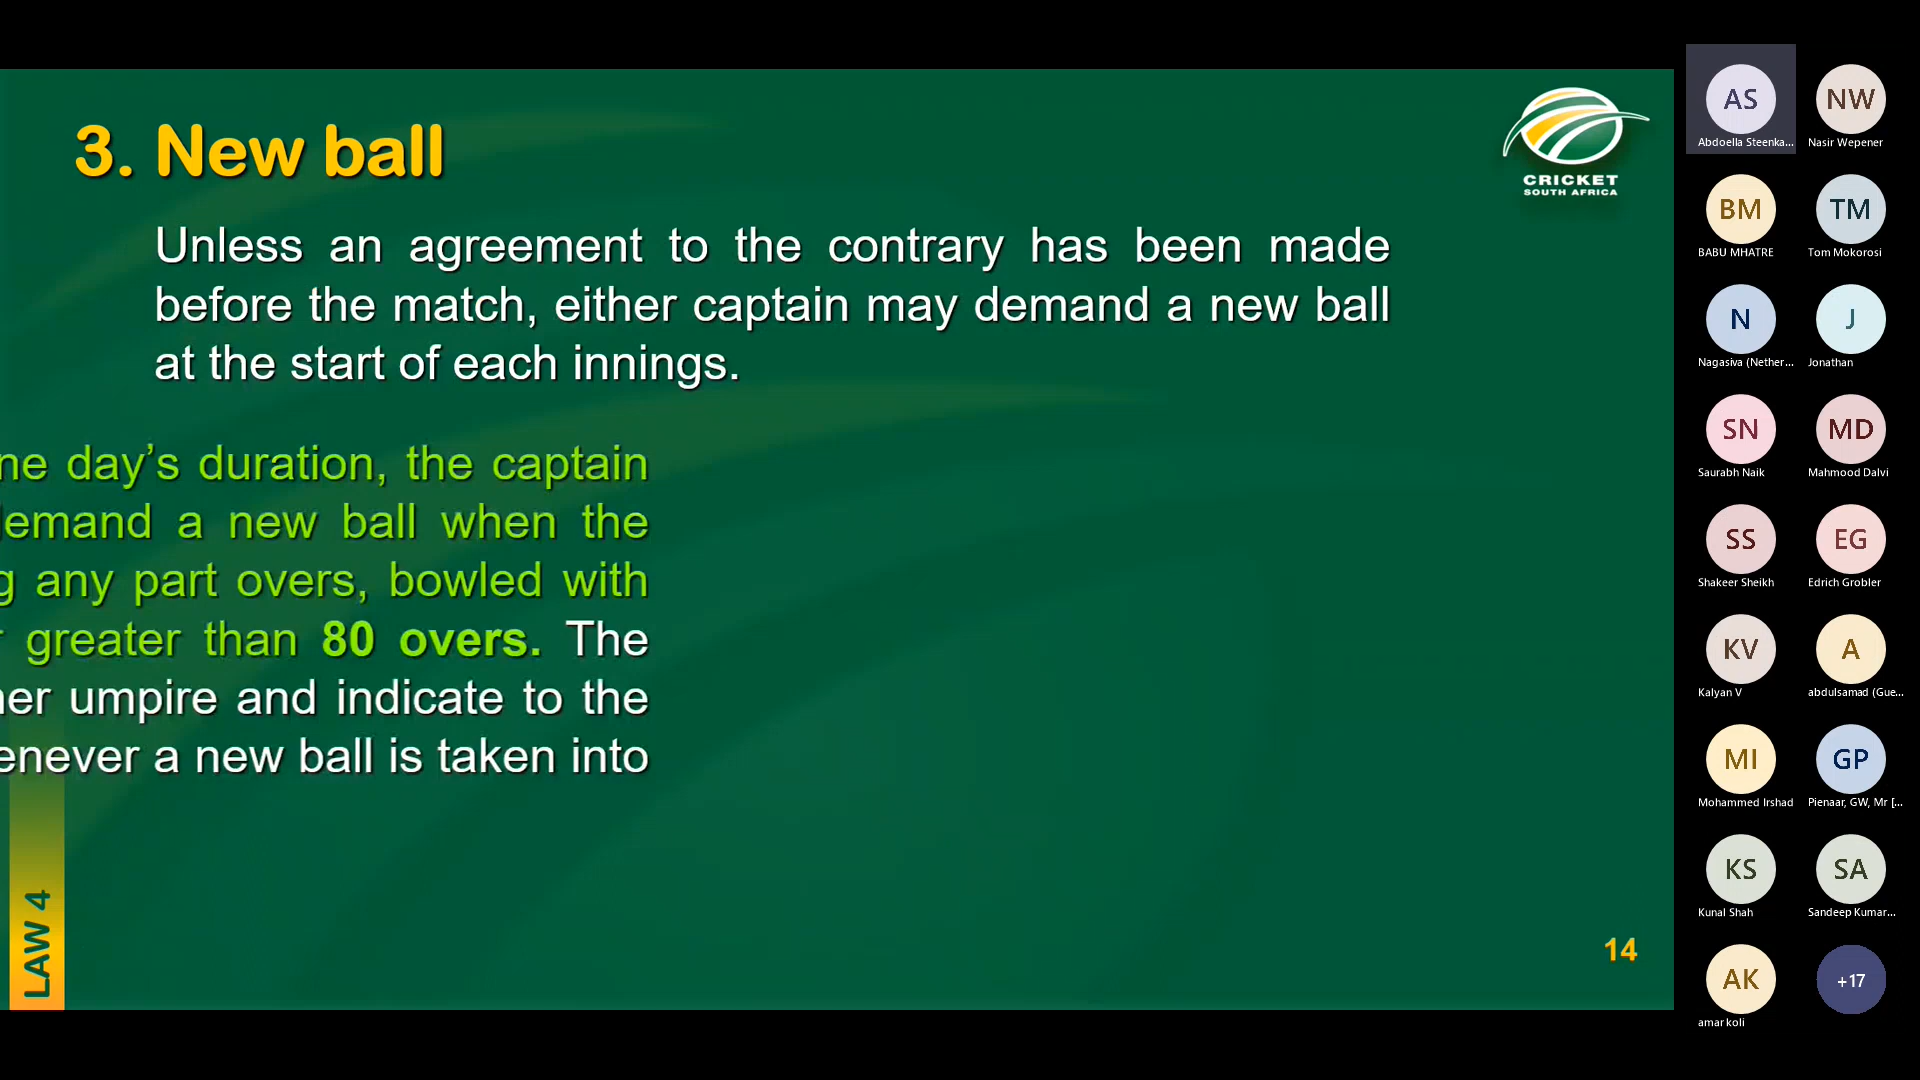 3. New ball
CRICKET
SOUTH AFRICA
Unless an agreement to the contrary has been made
before the match, either captain may demand a new ball
at the start of each innings.
ne day’s duration, the captain
demand a new ball when the
g any part overs, bowled with
greater than 80 overs. The
her umpire and indicate to the
enever a new ball is taken into
LAW 4
14
AS
NW
Abdoella Steenka...
Nasir Wepener
BM
TM
BABU MHATRE
Tom Mokorosi
N
J
Nagasiva (Nether...
Jonathan
SN
MD
Saurabh Naik
Mahmood Dalvi
SS
EG
Shakeer Sheikh
Edrich Grobler
KV
A
Kalyan V
abdulsamad (Gue...
MI
GP
Mohammed Irshad
Pienaar, GW, Mr [...
KS
SA
Kunal Shah
Sandeep Kumar...
AK
+17
amar koli